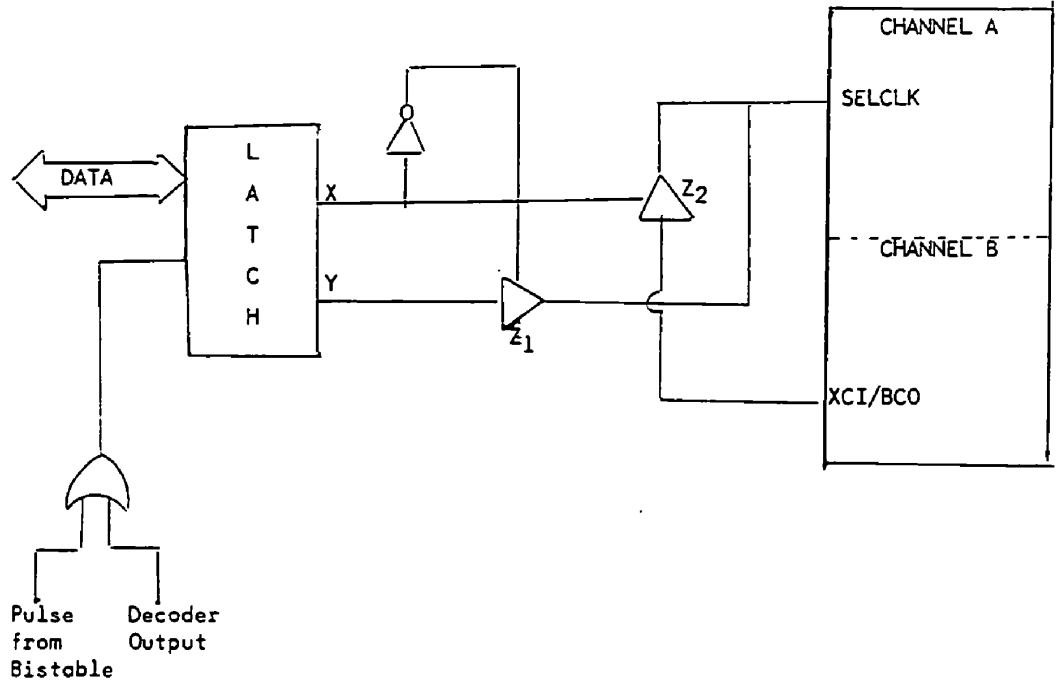 CHANNEL A
SELCLK
DATA
L
A
T
C
H
X
Y
Z2
Z1
CHANNEL B
XCI/BCO
Pulse
from
Bistable
Decoder
Output